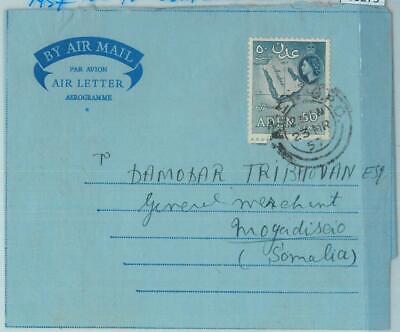 1957
BY AIR MAIL
PAR AVION
AIR LETTER
AEROGRAMME
٥٠ عدن
ADEN 50
G.P.O.
23 MR
57
To
DAMODAR TRIBHOVAN Esq
General merchant
Mogadiscio
(Somalia)